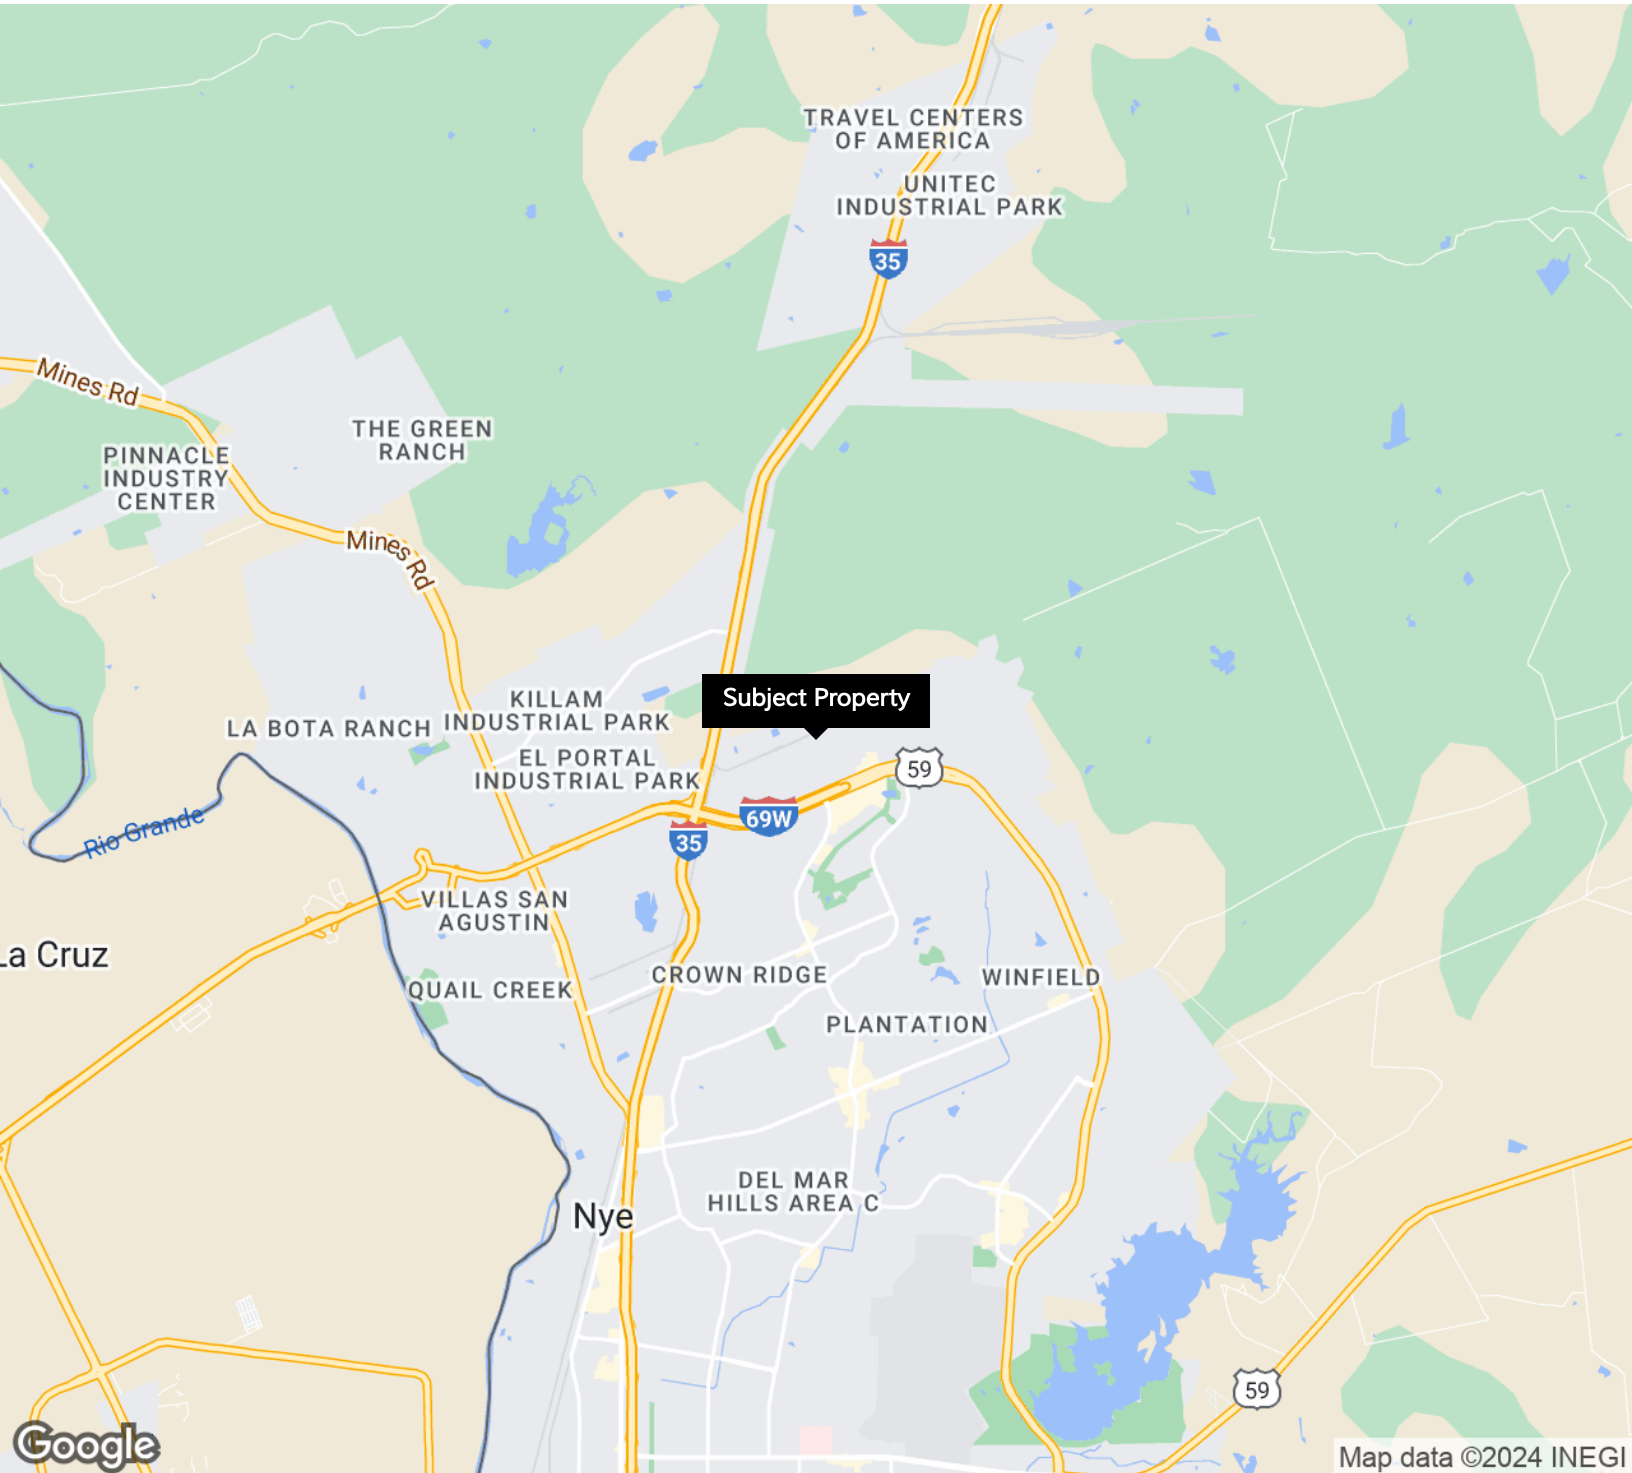 TRAVEL CENTERS
OF AMERICA
UNITEC
INDUSTRIAL PARK
35
Mines Rd
THE GREEN
RANCH
PINNACLE
INDUSTRY
CENTER
Mines Rd
Subject Property
KILLAM
INDUSTRIAL PARK
LA BOTA RANCH
EL PORTAL
INDUSTRIAL PARK
59
69W
Rio Grande
35
VILLAS SAN
AGUSTIN
La Cruz
CROWN RIDGE
WINFIELD
QUAIL CREEK
PLANTATION
DEL MAR
HILLS AREA C
Nye
59
Google
Map data ©2024 INEGI